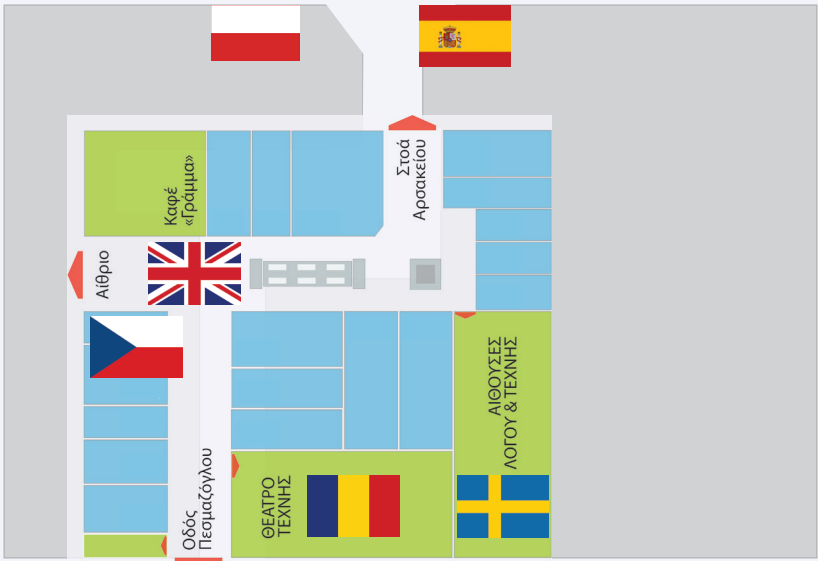 Καφέ
«Γράμμα»
Στοά
Αρσακείου
Αίθριο
ΑΙΘΟΥΣΕΣ
ΛΟΓΟΥ & ΤΕΧΝΗΣ
Οδός
Πεσμαζόγλου
ΘΕΑΤΡΟ
ΤΕΧΝΗΣ